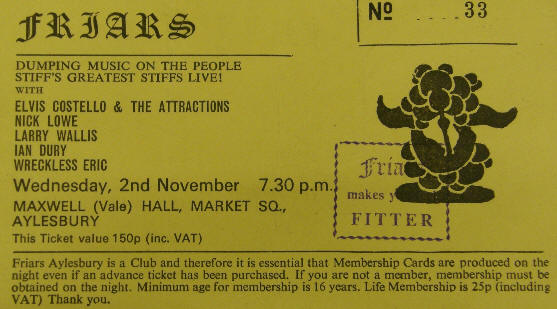 FRIARS
No ....33
DUMPING MUSIC ON THE PEOPLE
STIFF'S GREATEST STIFFS LIVE!
WITH
ELVIS COSTELLO & THE ATTRACTIONS
NICK LOWE
LARRY WALLIS
IAN DURY
WRECKLESS ERIC
Wednesday, 2nd November 7.30 p.m.
MAXWELL (Vale) HALL, MARKET SQ.,
AYLESBURY
This Ticket value 150p (inc. VAT)
Fria
makes y
FITTER
Friars Aylesbury is a Club and therefore it is essential that Membership Cards are produced on the
night even if an advance ticket has been purchased. If you are not a member, membership must be
obtained on the night. Minimum age for membership is 16 years. Life Membership is 25p (including
VAT) Thank you.